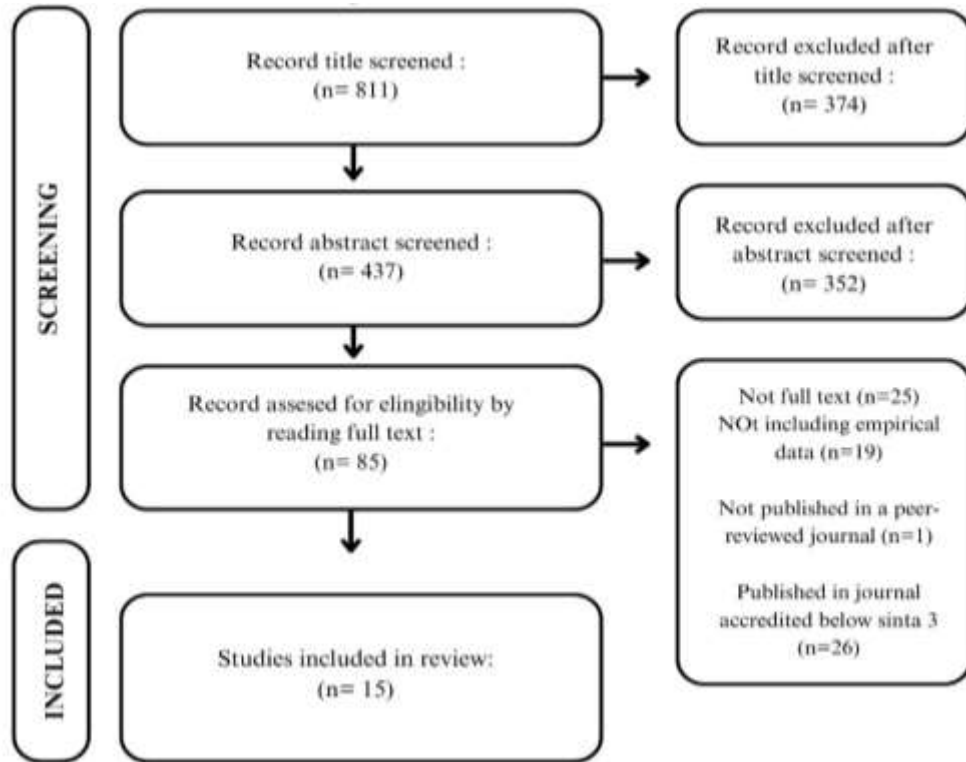 SCREENING
Record title screened :
(n= 811)
Record excluded after
title screened :
(n= 374)
Record abstract screened :
(n= 437)
Record excluded after
abstract screened :
(n= 352)
Record assesed for elingibility by
reading full text :
(n= 85)
Not full text (n=25)
NOt including empirical
data (n=19)
Not published in a peer-
reviewed journal (n=1)
Published in journal
accredited below sinta 3
(n=26)
INCLUDED
Studies included in review:
(n= 15)